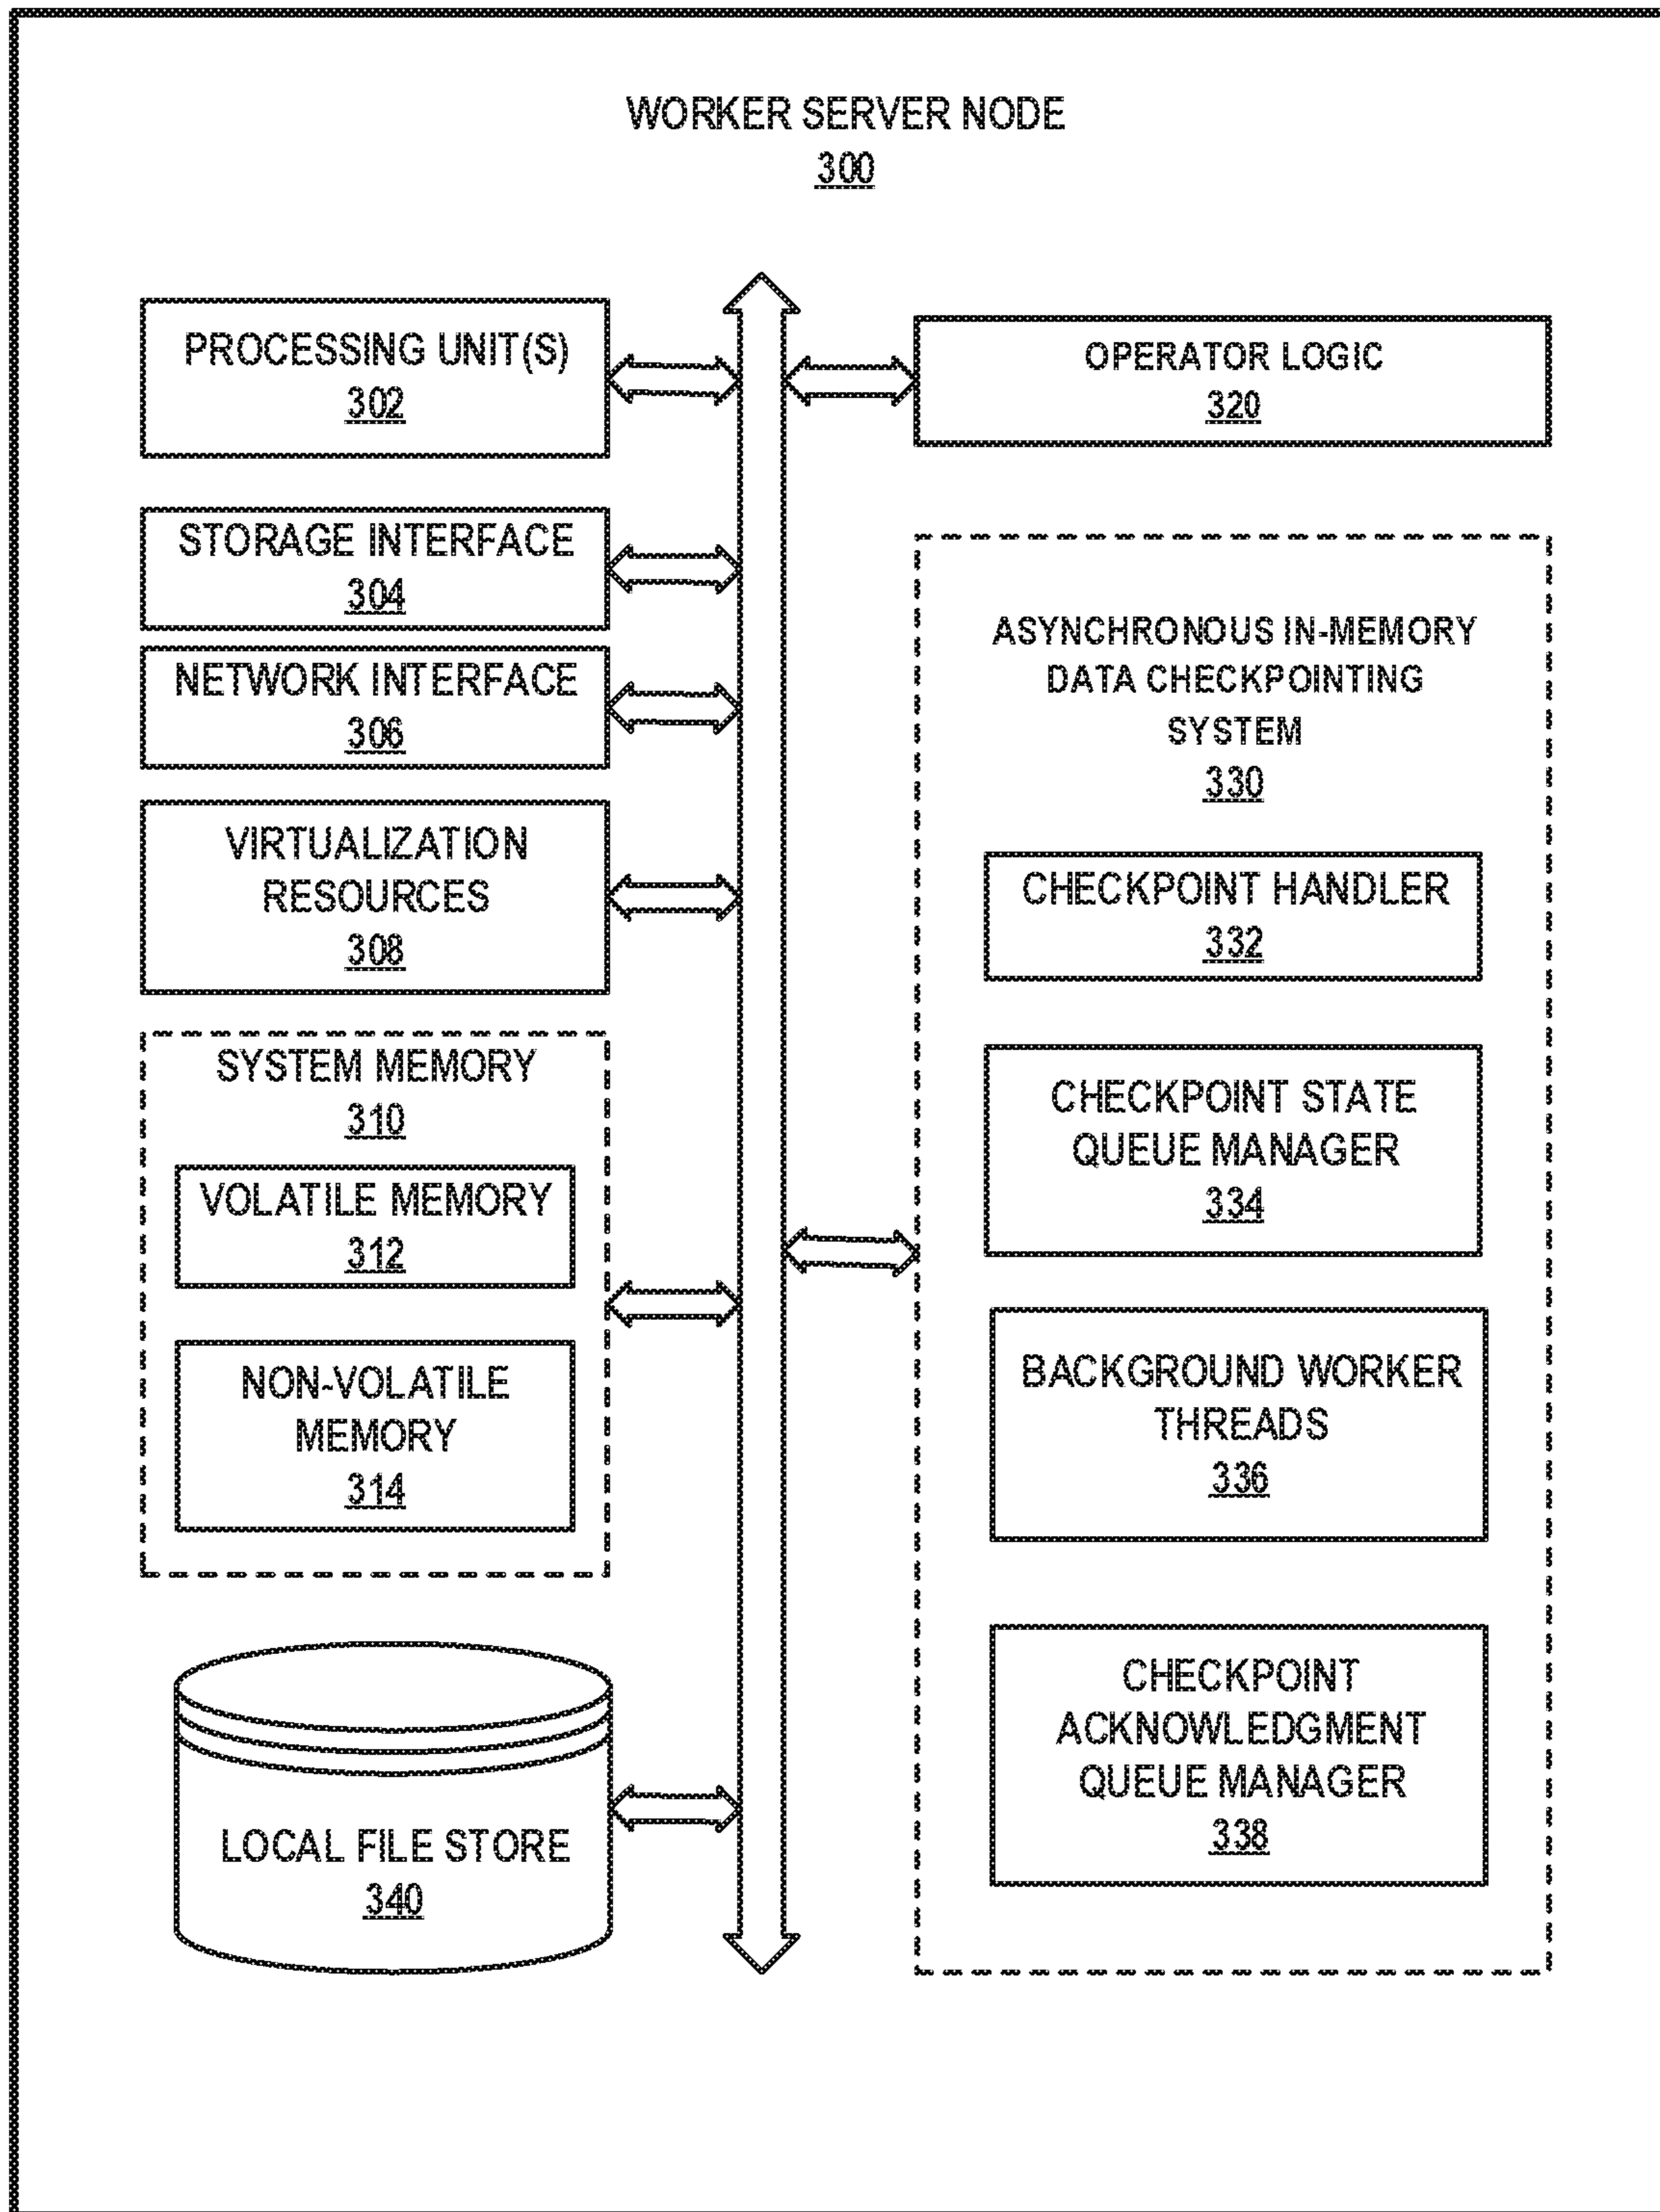 WORKER SERVER NODE
300
PROCESSING UNIT(S)
302
STORAGE INTERFACE
304
NETWORK INTERFACE
306
VIRTUALIZATION
RESOURCES
308
SYSTEM MEMORY
310
VOLATILE MEMORY
312
NON-VOLATILE
MEMORY
314
LOCAL FILE STORE
340
OPERATOR LOGIC
320
ASYNCHRONOUS IN-MEMORY
DATA CHECKPOINTING
SYSTEM
330
CHECKPOINT HANDLER
332
CHECKPOINT STATE
QUEUE MANAGER
334
BACKGROUND WORKER
THREADS
336
CHECKPOINT
ACKNOWLEDGMENT
QUEUE MANAGER
338